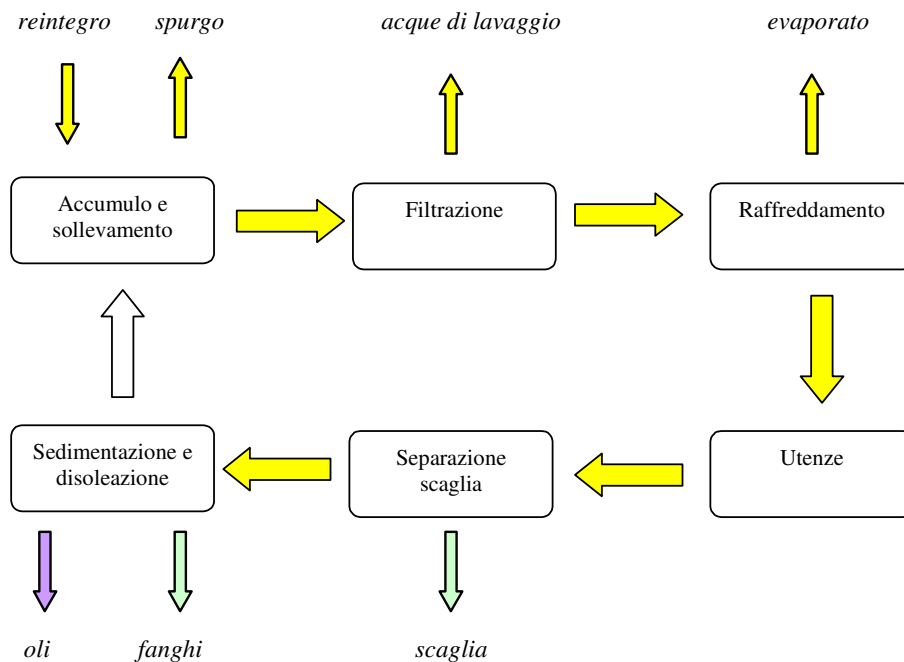 reintegro spurgo acque di lavaggio evaporato
Accumulo e
sollevamento
Filtrazione
Raffreddamento
Sedimentazione e
disoleazione
Separazione
scaglia
Utenze
oli fanghi scaglia